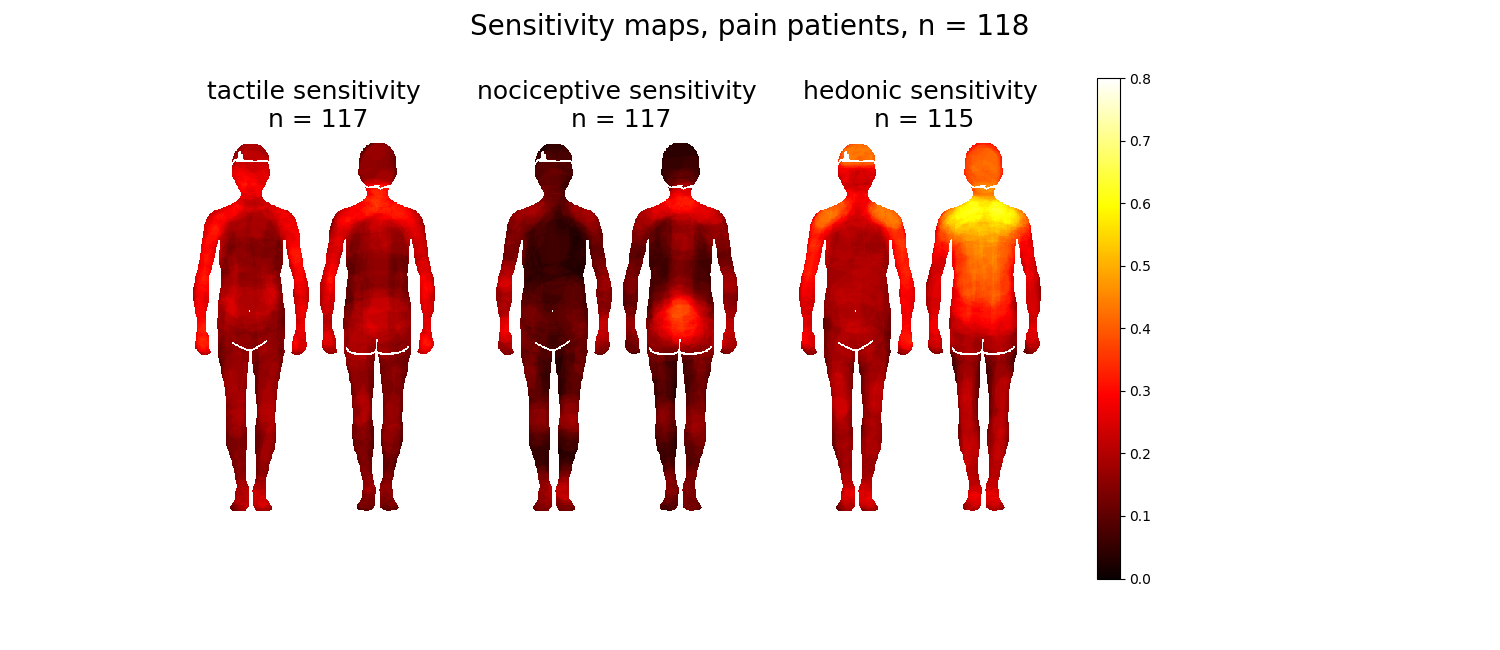 Sensitivity maps, pain patients, n = 118
tactile sensitivity
n = 117
nociceptive sensitivity
n = 117
hedonic sensitivity
n = 115
0.8
0.7
0.6
0.5
0.4
0.3
0.2
0.1
0.0